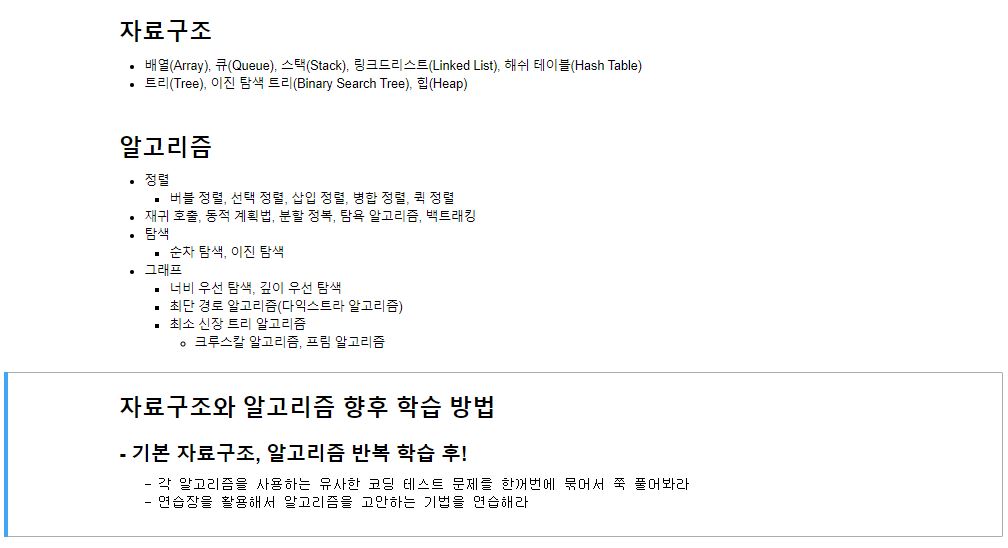 자료구조
배열(Array), 큐(Queue), 스택(Stack), 링크드리스트(Linked List), 해쉬 테이블(Hash Table)
트리(Tree), 이진 탐색 트리(Binary Search Tree), 힙(Heap)
알고리즘
정렬
버블 정렬, 선택 정렬, 삽입 정렬, 병합 정렬, 퀵 정렬
재귀 호출, 동적 계획법, 분할 정복, 탐욕 알고리즘, 백트래킹
탐색
순차 탐색, 이진 탐색
그래프
너비 우선 탐색, 깊이 우선 탐색
최단 경로 알고리즘(다익스트라 알고리즘)
최소 신장 트리 알고리즘
크루스칼 알고리즘, 프림 알고리즘
자료구조와 알고리즘 향후 학습 방법
- 기본 자료구조, 알고리즘 반복 학습 후!
- 각 알고리즘을 사용하는 유사한 코딩 테스트 문제를 한꺼번에 묶어서 쭉 풀어봐라
- 연습장을 활용해서 알고리즘을 고안하는 기법을 연습해라